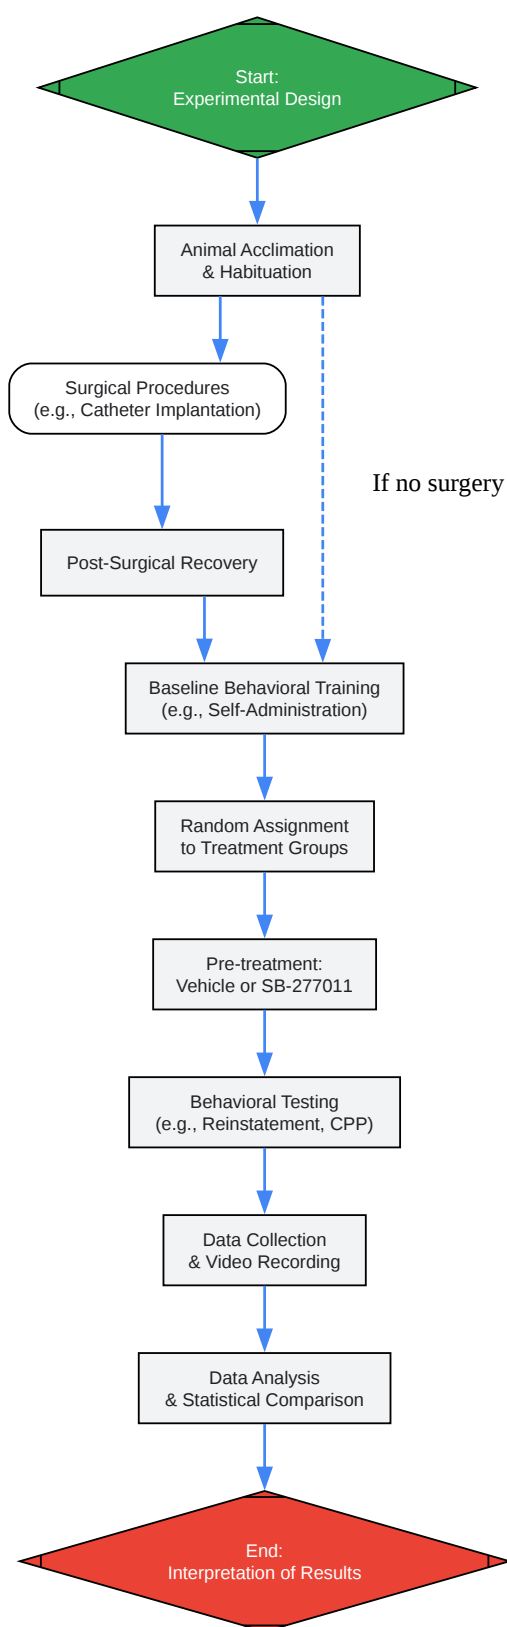 Start:
Experimental Design
Animal Acclimation
& Habituation
Surgical Procedures
(e.g., Catheter Implantation)
If no surgery
Post-Surgical Recovery
Baseline Behavioral Training
(e.g., Self-Administration)
Random Assignment
to Treatment Groups
Pre-treatment:
Vehicle or SB-277011
Behavioral Testing
(e.g., Reinstatement, CPP)
Data Collection
& Video Recording
Data Analysis
& Statistical Comparison
End:
Interpretation of Results